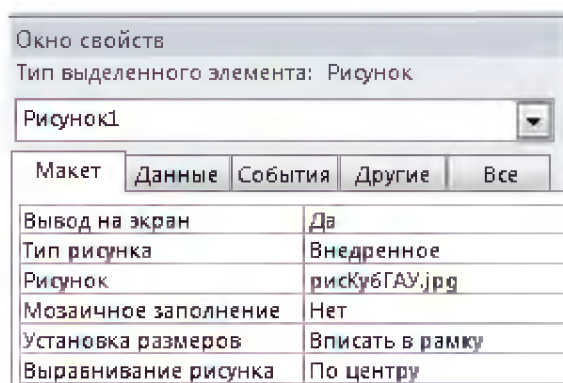 Окно свойств
Тип выделенного элемента: Рисунок
Рисунок1
Макет Данные События Другие Все
Вывод на экран Да
Тип рисунка Внедренное
Рисунок рисКубГАУ.jpg
Мозаичное заполнение Нет
Установка размеров Вписать в рамку
Выравнивание рисунка По центру